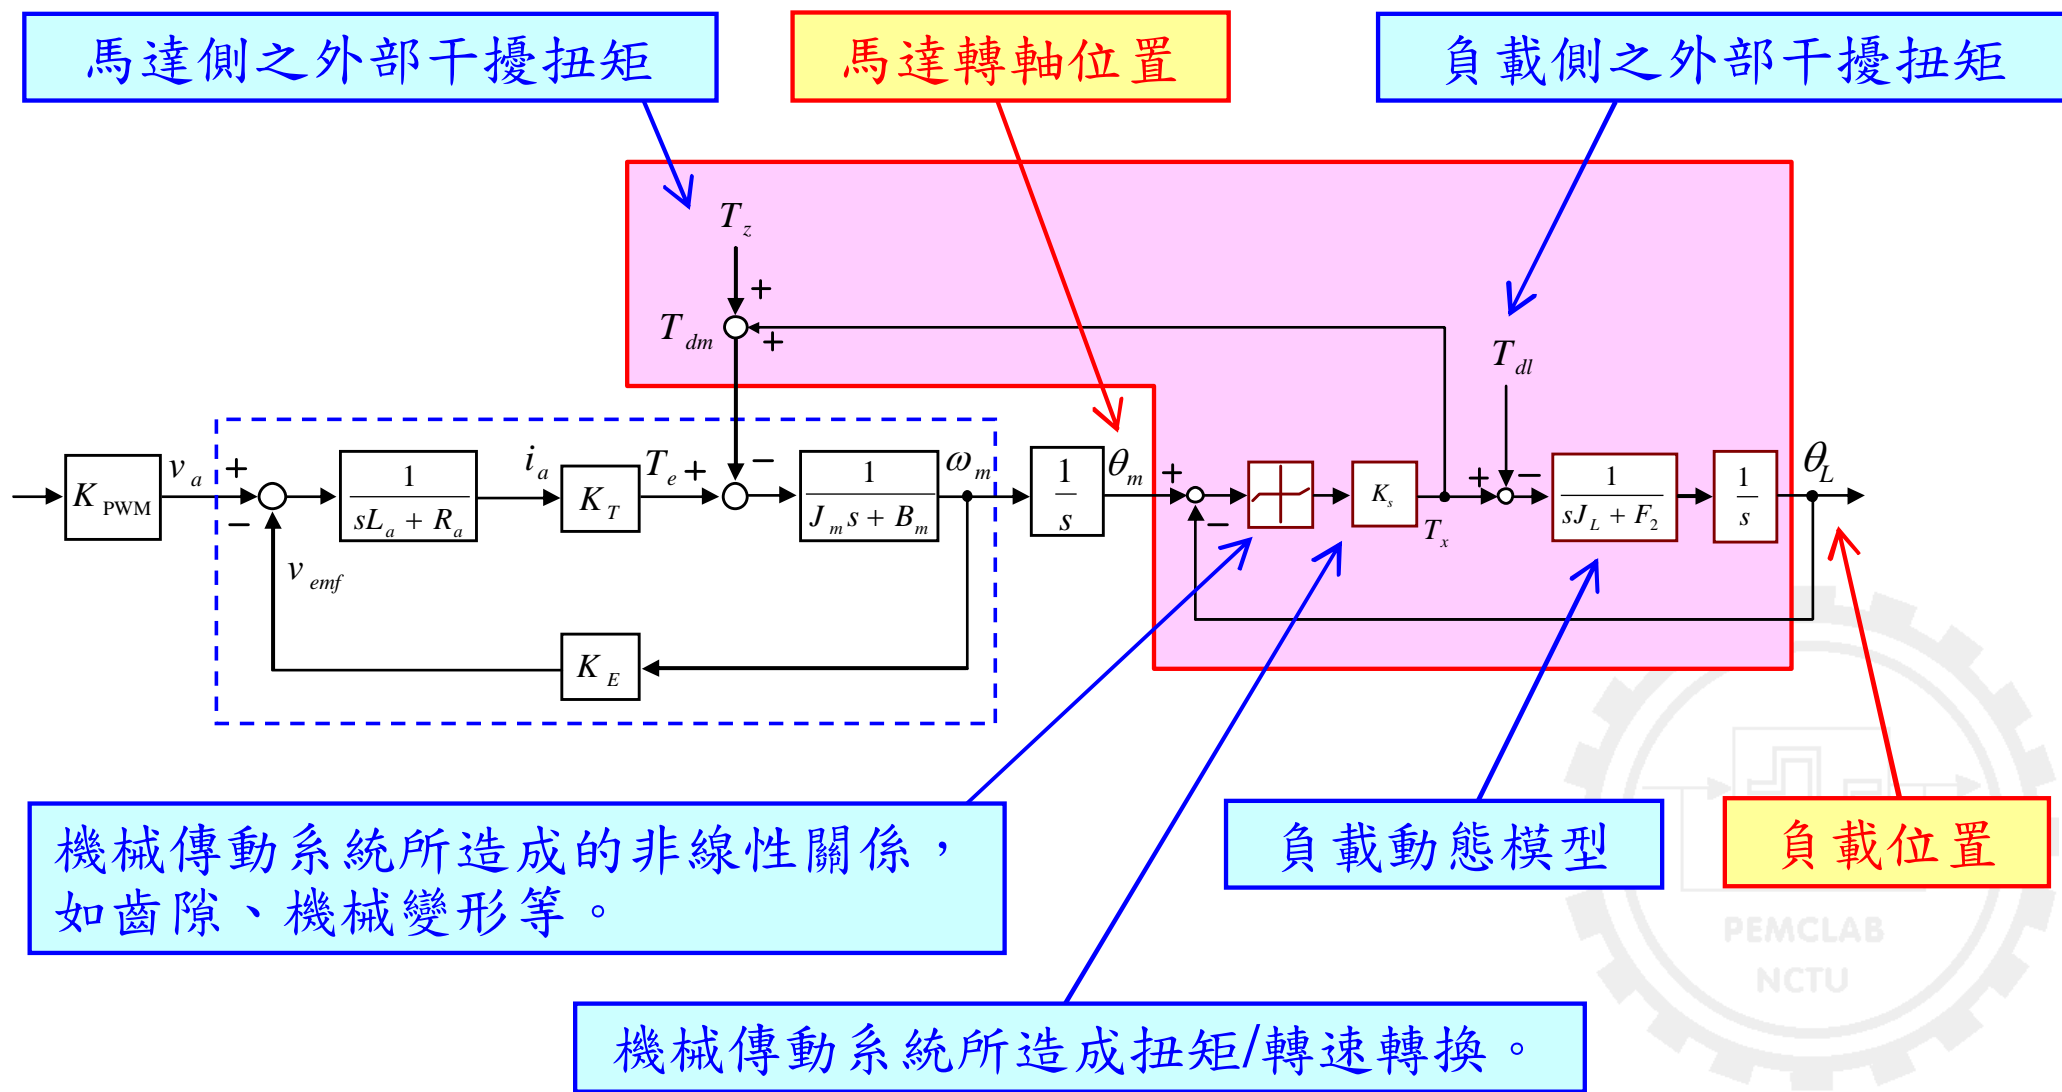 馬達側之外部干擾扭矩
馬達轉軸位置
負載側之外部干擾扭矩
T_z
+
T_dm
+
T_dl
K_PWM
v_a
+
−
1/(sL_a + R_a)
i_a
K_T
T_e
+
−
1/(J_m s + B_m)
ω_m
1/s
θ_m
+
−
K_s
T_x
+
−
1/(sJ_L + F_2)
1/s
θ_L
v_emf
K_E
機械傳動系統所造成的非線性關係，
如齒隙、機械變形等。
負載動態模型
負載位置
PEMCLAB
NCTU
機械傳動系統所造成扭矩/轉速轉換。